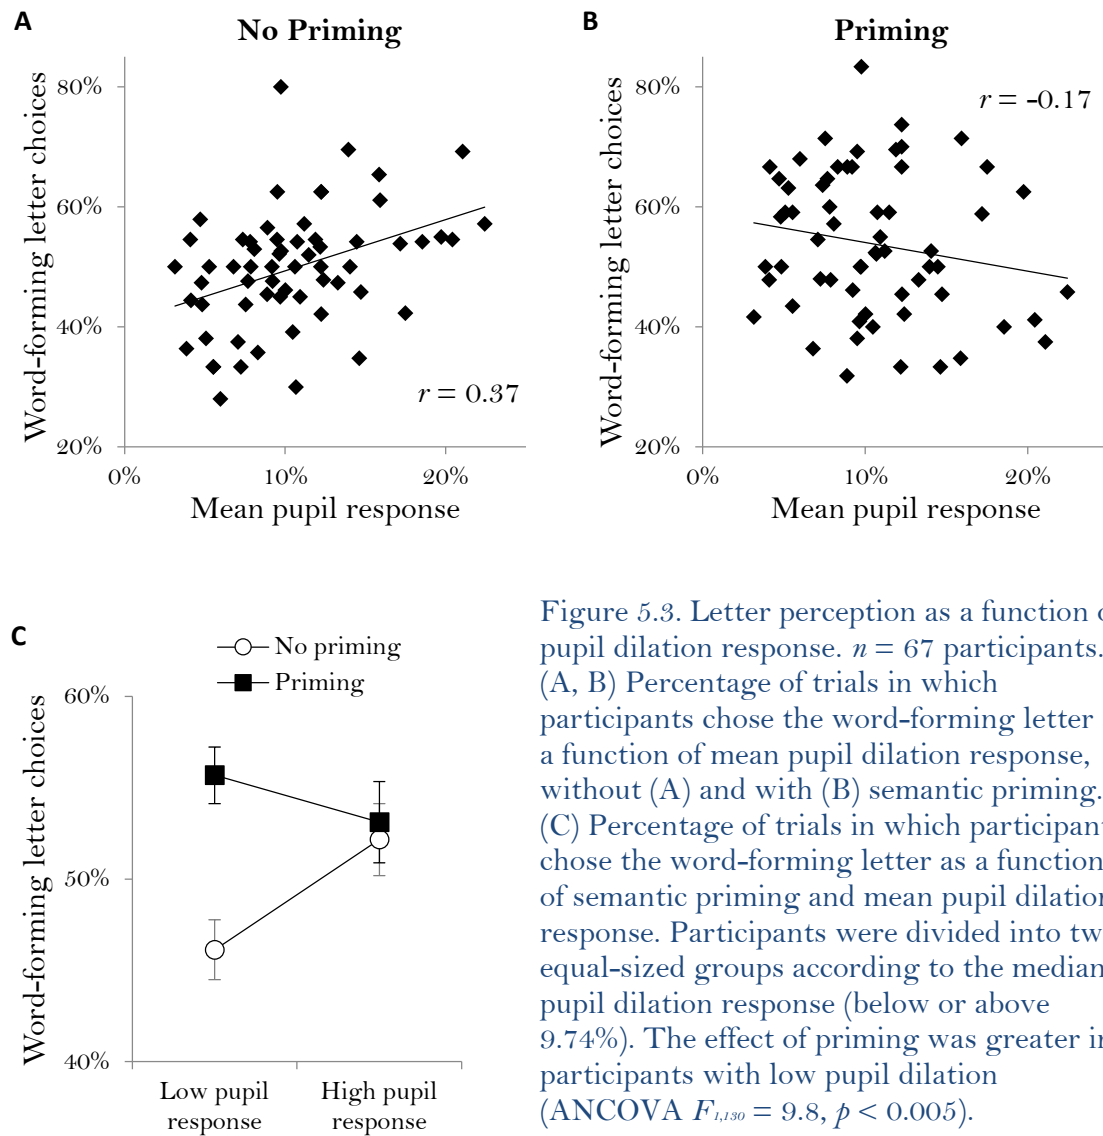 A
No Priming
Word-forming letter choices
80%
60%
40%
20%
r = 0.37
0%
10%
20%
Mean pupil response
B
Priming
Word-forming letter choices
80%
60%
40%
20%
r = -0.17
0%
10%
20%
Mean pupil response
C
No priming
Priming
Word-forming letter choices
60%
50%
40%
Low pupil
response
High pupil
response
Figure 5.3. Letter perception as a function
pupil dilation response. n = 67 participants.
(A, B) Percentage of trials in which
participants chose the word-forming letter
a function of mean pupil dilation response,
without (A) and with (B) semantic priming.
(C) Percentage of trials in which
chose the word-forming letter as a function
of semantic priming and mean pupil
response. Participants were divided into
equal-sized groups according to the median
pupil dilation response (below or above
9.74%). The effect of priming was greater
participants with low pupil dilation
(ANCOVA F1,130 = 9.8, p < 0.005).